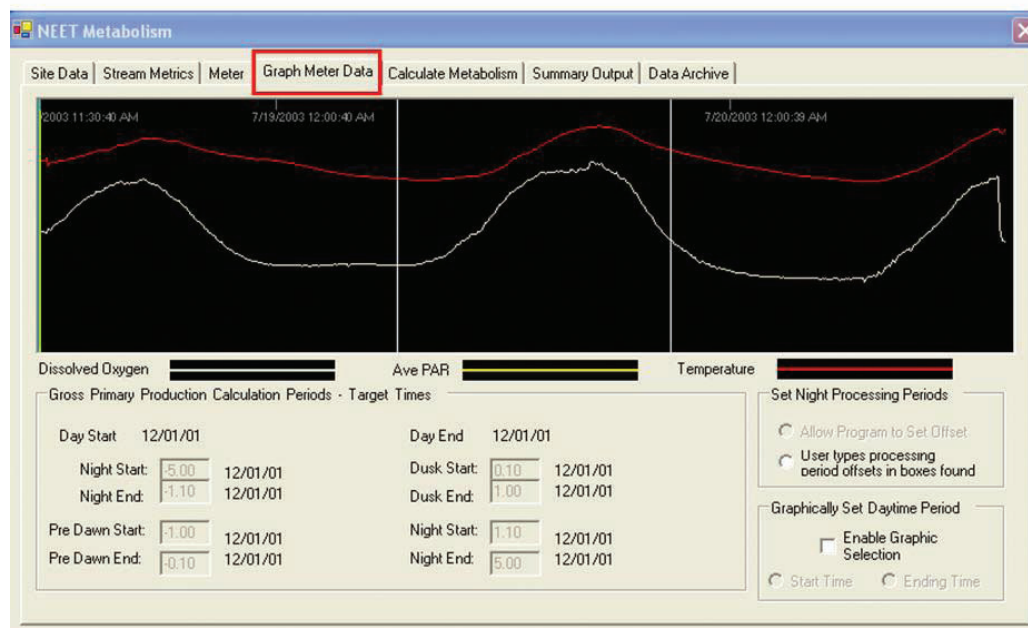 NEET Metabolism
Site Data Stream Metrics Meter Graph Meter Data Calculate Metabolism Summary Output Data Archive
/2003 11:30:40 AM 7/19/2003 12:00:40 AM 7/20/2003 12:00:39 AM
Dissolved Oxygen Ave PAR Temperature
Gross Primary Production Calculation Periods - Target Times
Day Start 12/01/01
Night Start: -5.00 12/01/01
Night End: -1.10 12/01/01
Pre Dawn Start: -1.00 12/01/01
Pre Dawn End: -0.10 12/01/01
Day End 12/01/01
Dusk Start: 0.10 12/01/01
Dusk End: 1.00 12/01/01
Night Start: 1.10 12/01/01
Night End: 5.00 12/01/01
Set Night Processing Periods
Allow Program to Set Offset
User types processing
period offsets in boxes found
Graphically Set Daytime Period
Enable Graphic
Selection
Start Time Ending Time